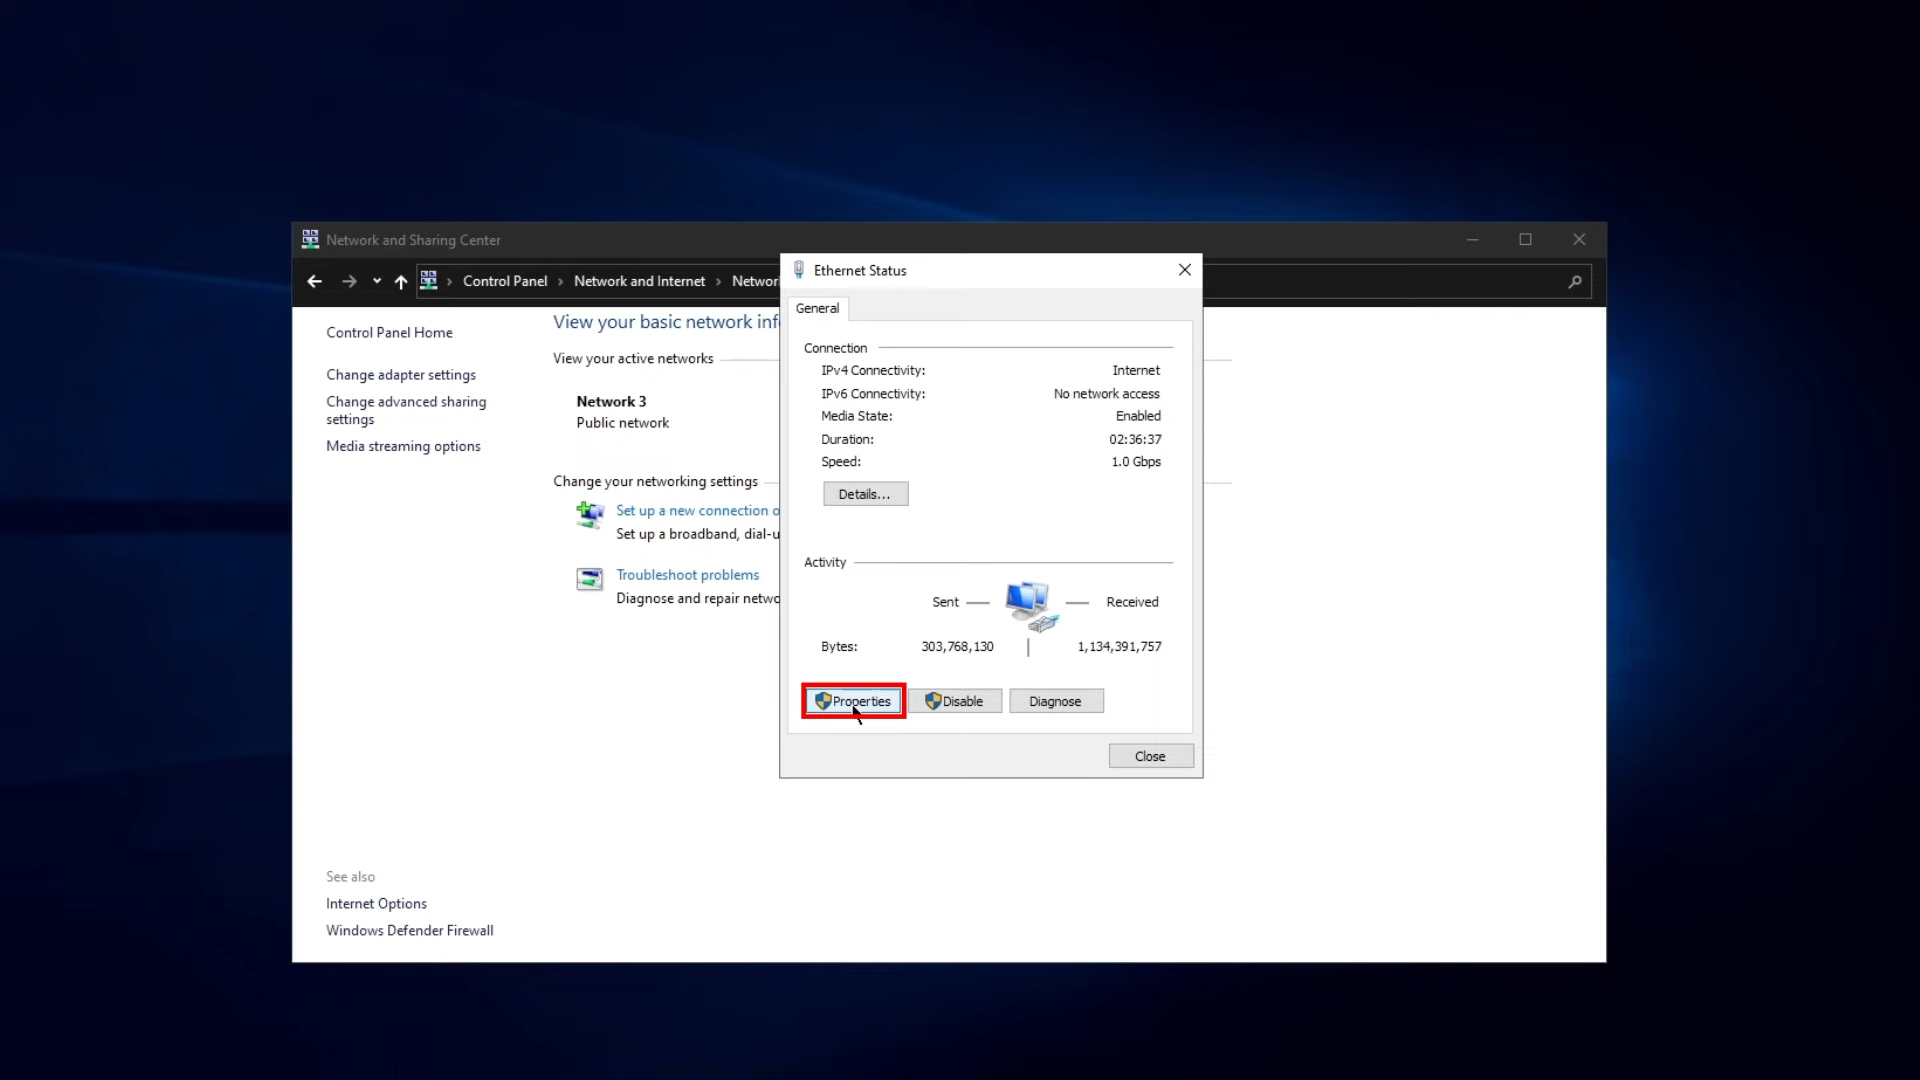 Network and Sharing Center
Control Panel > Network and Internet > Networ
Control Panel Home
Change adapter settings
Change advanced sharing
settings
Media streaming options
See also
Internet Options
Windows Defender Firewall
View your basic network inf
View your active networks
Network 3
Public network
Change your networking settings
Set up a new connection o
Set up a broadband, dial-u
Troubleshoot problems
Diagnose and repair netwo
Ethernet Status
General
Connection
IPv4 Connectivity: Internet
IPv6 Connectivity: No network access
Media State: Enabled
Duration: 02:36:37
Speed: 1.0 Gbps
Details...
Activity
Sent Received
Bytes: 303,768,130 1,134,391,757
Properties Disable Diagnose
Close